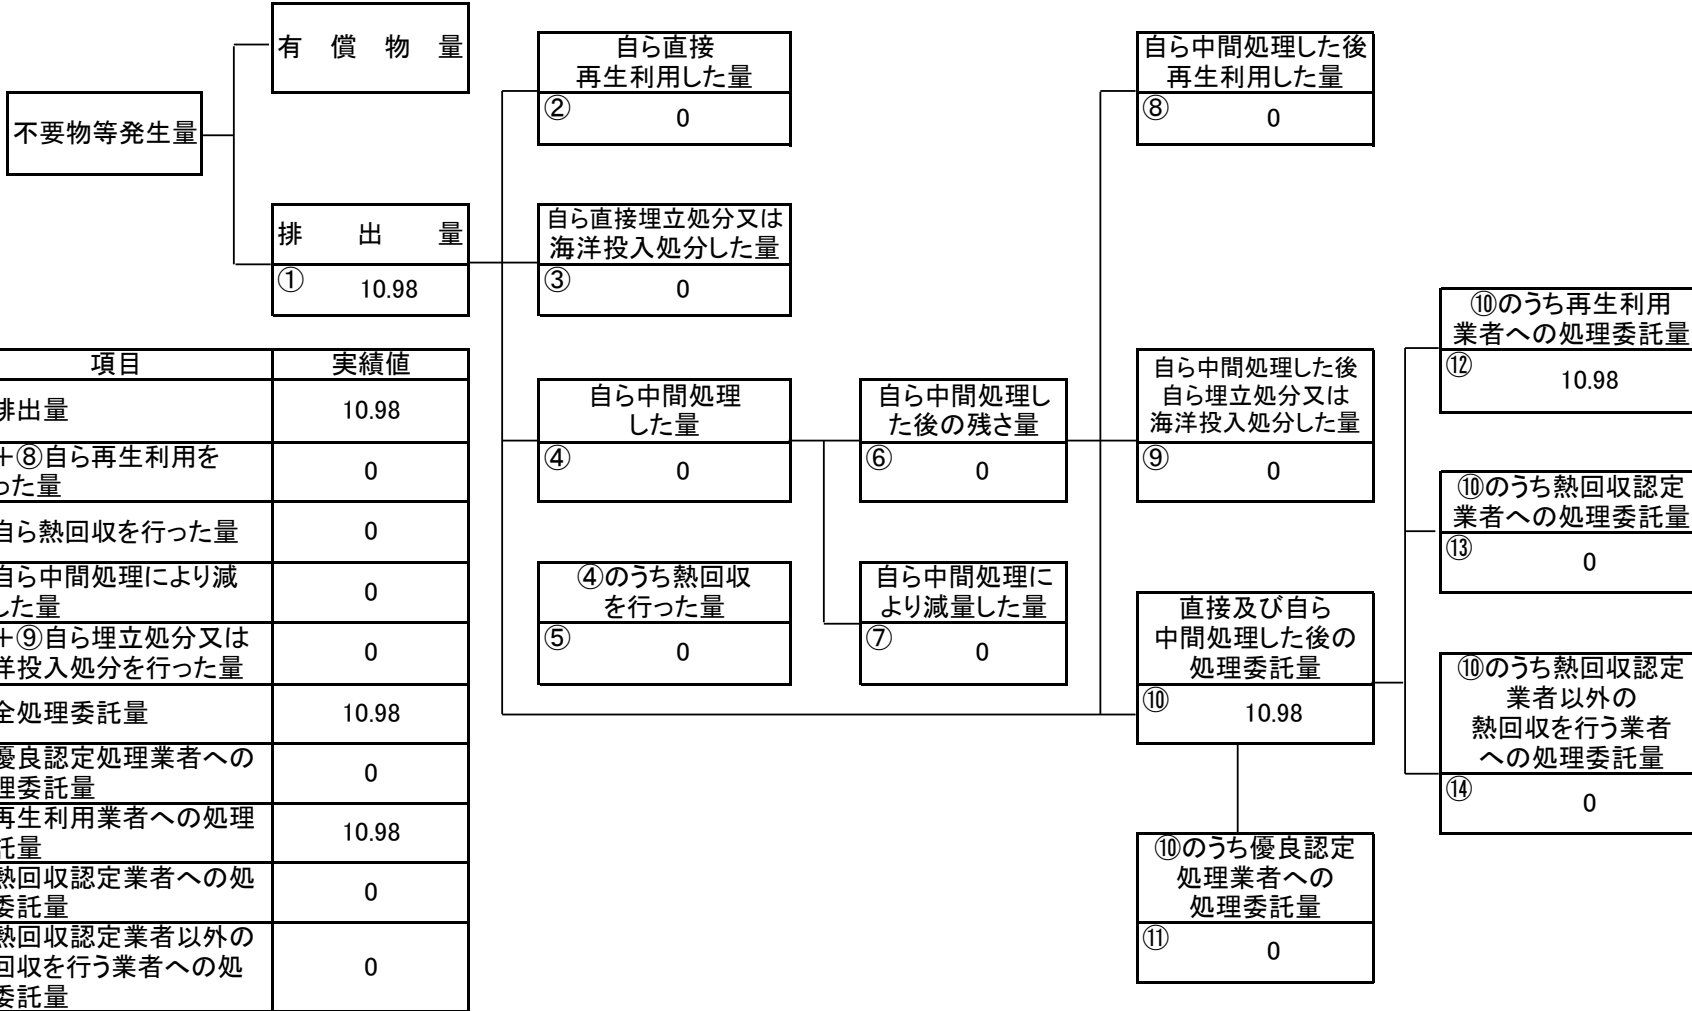 有　償　物　量
不要物等発生量
排　出　量
① 10.98
自ら直接
再生利用した量
② 0
自ら直接埋立処分又は
海洋投入処分した量
③ 0
自ら中間処理
した量
④ 0
④のうち熱回収
を行った量
⑤ 0
自ら中間処理し
た後の残さ量
⑥ 0
自ら中間処理に
より減量した量
⑦ 0
自ら中間処理した後
再生利用した量
⑧ 0
自ら中間処理した後
自ら埋立処分又は
海洋投入処分した量
⑨ 0
直接及び自ら
中間処理した後の
処理委託量
⑩ 10.98
⑩のうち優良認定
処理業者への
処理委託量
⑪ 0
⑩のうち再生利用
業者への処理委託量
⑫ 10.98
⑩のうち熱回収認定
業者への処理委託量
⑬ 0
⑩のうち熱回収認定
業者以外の
熱回収を行う業者
への処理委託量
⑭ 0
項目 実績値
排出量 10.98
＋⑧自ら再生利用を
った量 0
自ら熱回収を行った量 0
自ら中間処理により減
した量 0
＋⑨自ら埋立処分又は
洋投入処分を行った量 0
全処理委託量 10.98
優良認定処理業者への
理委託量 0
再生利用業者への処理
託量 10.98
熱回収認定業者への処
委託量 0
熱回収認定業者以外の
回収を行う業者への処
委託量 0